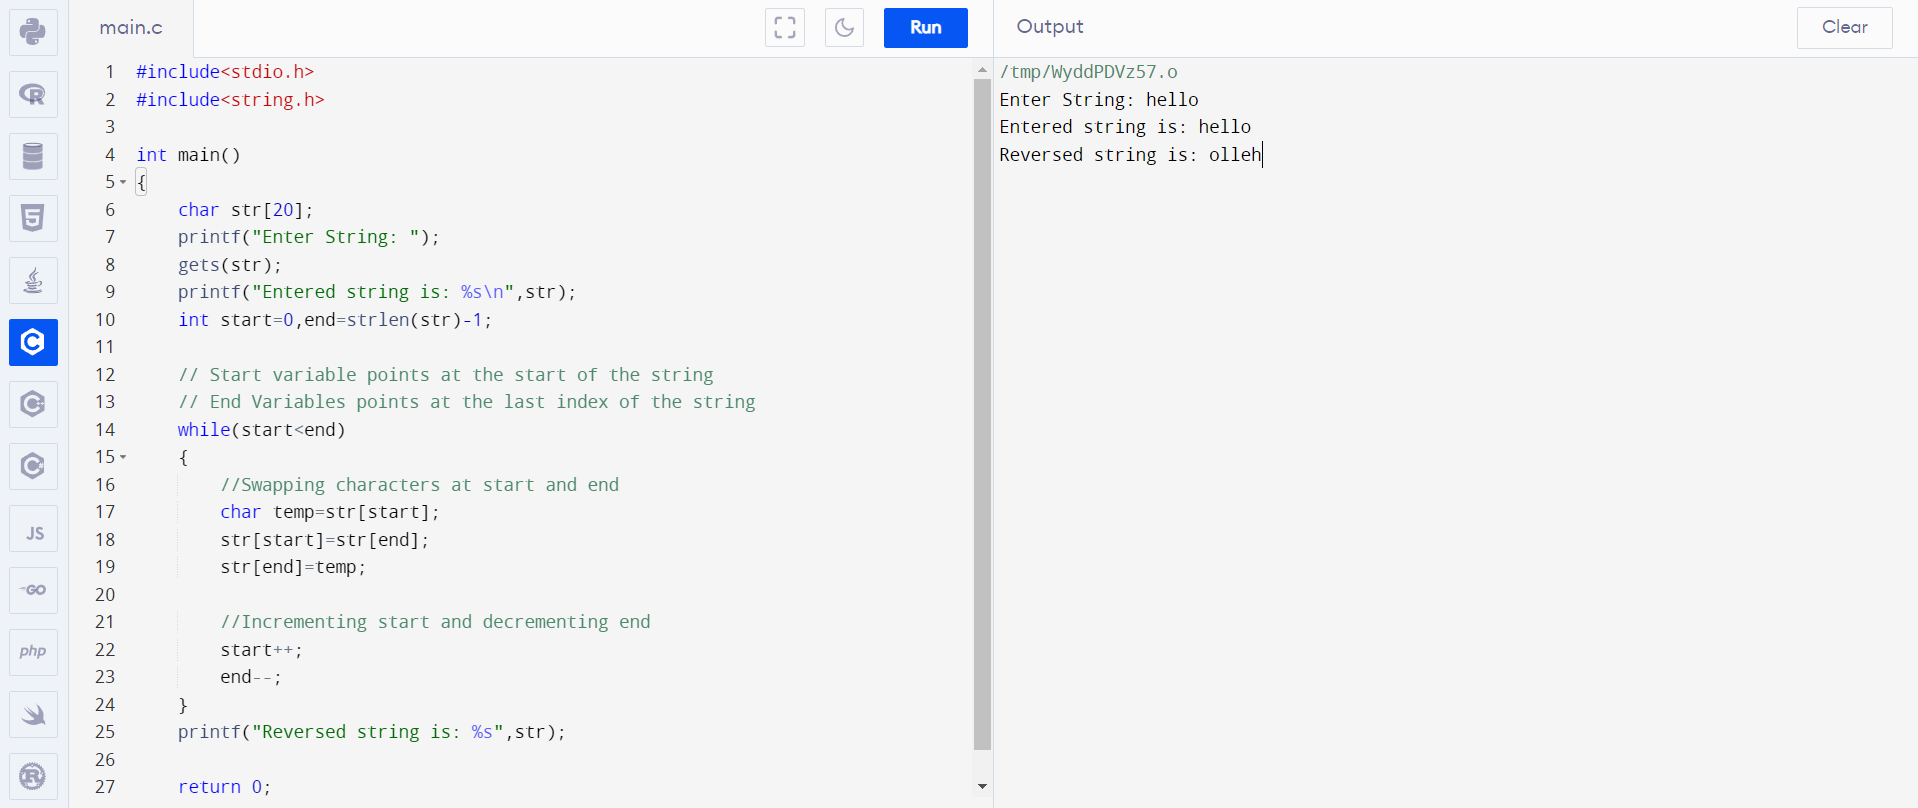 main.c
Run
1 #include<stdio.h>
2 #include<string.h>
3
4 int main()
5 {
6     char str[20];
7     printf("Enter String: ");
8     gets(str);
9     printf("Entered string is: %s\n",str);
10     int start=0,end=strlen(str)-1;
11
12     // Start variable points at the start of the string
13     // End Variables points at the last index of the string
14     while(start<end)
15     {
16         //Swapping characters at start and end
17         char temp=str[start];
18         str[start]=str[end];
19         str[end]=temp;
20
21         //Incrementing start and decrementing end
22         start++;
23         end--;
24     }
25     printf("Reversed string is: %s",str);
26
27     return 0;
Output
Clear
/tmp/WyddPDVz57.o
Enter String: hello
Entered string is: hello
Reversed string is: olleh
R
5
C
C
C
JS
GO
php
R